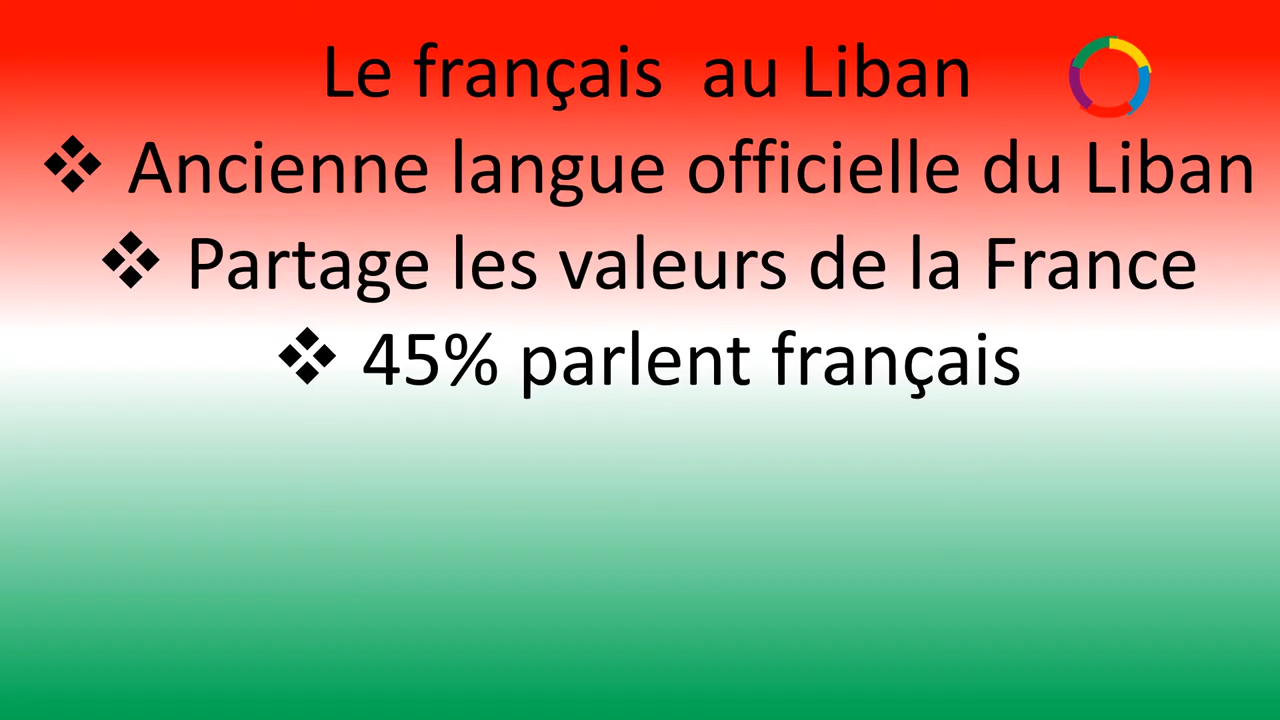 Le français  au Liban
❖ Ancienne langue officielle du Liban
❖ Partage les valeurs de la France
❖ 45% parlent français